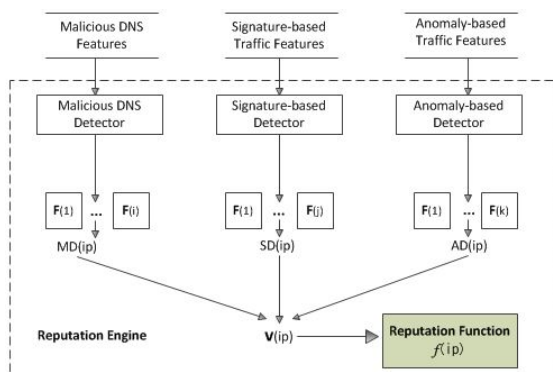 Malicious DNS
Features
Signature-based
Traffic Features
Anomaly-based
Traffic Features
Malicious DNS
Detector
Signature-based
Detector
Anomaly-based
Detector
F(1) ... F(i)
F(1) ... F(j)
F(1) ... F(k)
MD(ip)
SD(ip)
AD(ip)
Reputation Engine
V(ip)
Reputation Function
f(ip)